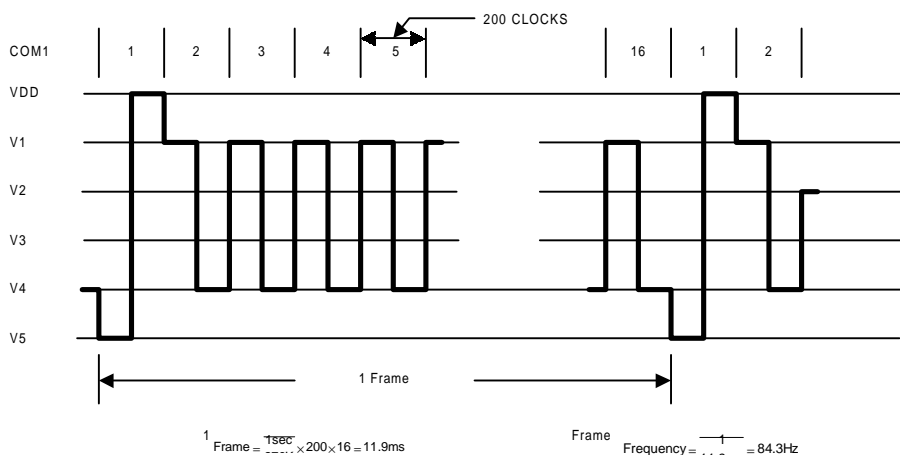 200 CLOCKS
COM1 1 2 3 4 5 16 1 2
VDD
V1
V2
V3
V4
V5
1 Frame
1 Frame = 1sec ×200×16 = 11.9ms
Frame Frequency = 1 = 84.3Hz